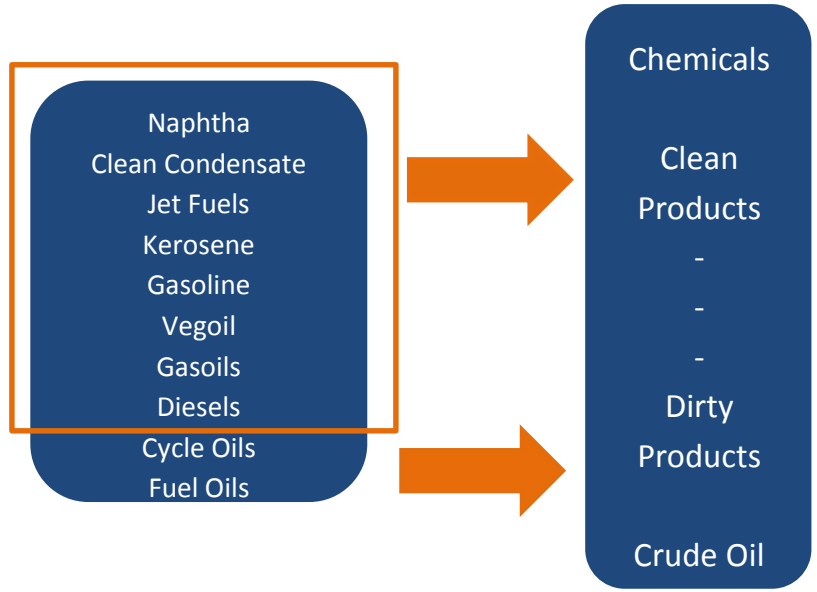 Naphtha
Clean Condensate
Jet Fuels
Kerosene
Gasoline
Vegoil
Gasoils
Diesels
Cycle Oils
Fuel Oils
Chemicals
Clean
Products
-
-
-
Dirty
Products
Crude Oil